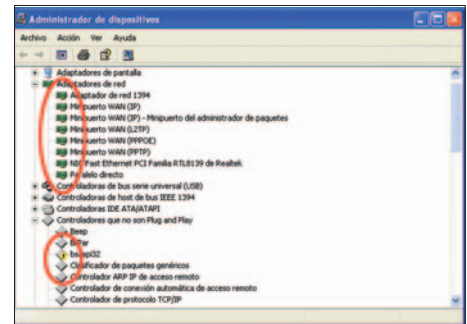 Administrador de dispositivos
Archivo Acción Ver Ayuda
Adaptadores de pantalla
Adaptadores de red
Adaptador de red 1394
Minipuerto WAN (IP)
Minipuerto WAN (IP) - Minipuerto del administrador de paquetes
Minipuerto WAN (L2TP)
Minipuerto WAN (PPPOE)
Minipuerto WAN (PPTP)
NIC Fast Ethernet PCI Familia RTL8139 de Realtek
Paralelo directo
Controladoras de bus serie universal (USB)
Controladoras de host de bus IEEE 1394
Controladoras IDE ATA/ATAPI
Controladores que no son Plug and Play
Beep
Clasificador de paquetes genéricos
Controlador ARP IP de acceso remoto
Controlador de conexión automática de acceso remoto
Controlador de protocolo TCP/IP